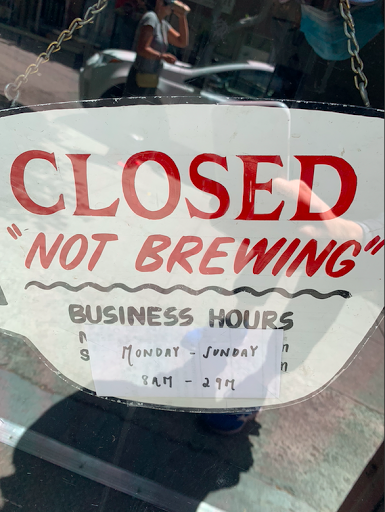 CLOSED
"NOT BREWING"
BUSINESS HOURS
MONDAY - SUNDAY
8AM - 2PM